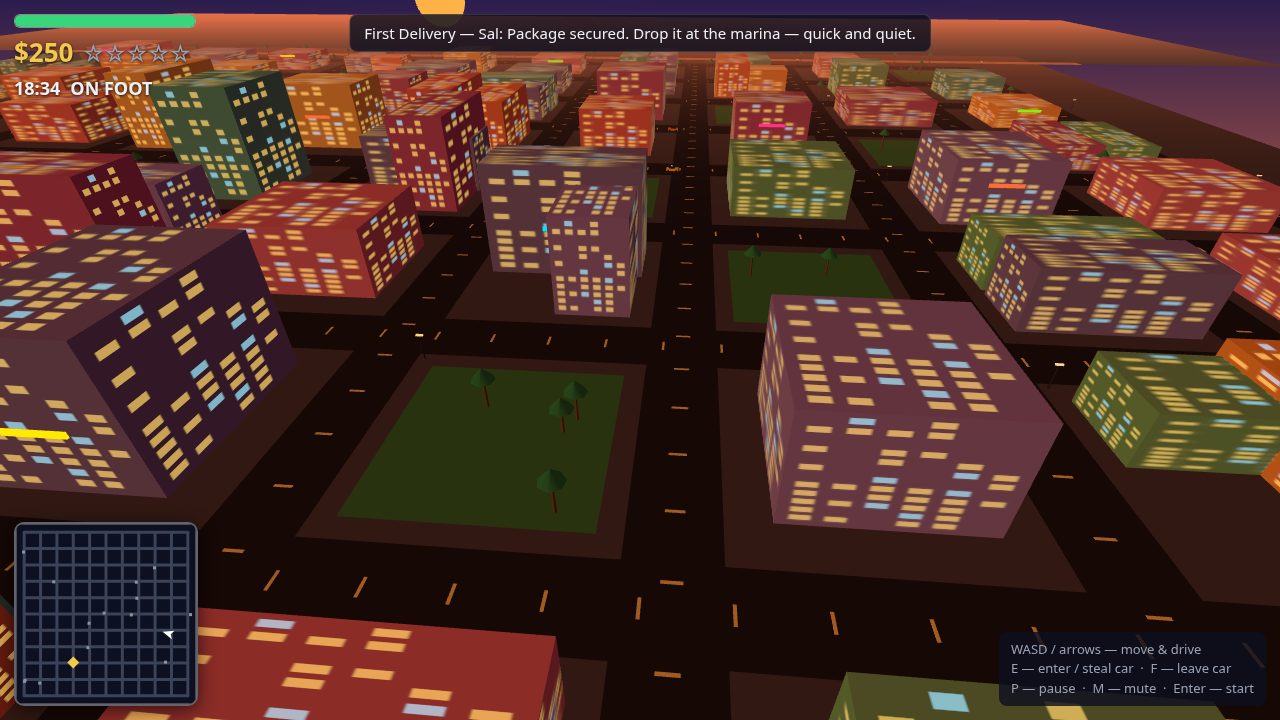 First Delivery — Sal: Package secured. Drop it at the marina — quick and quiet.
$250 ☆☆☆☆☆
18:34 ON FOOT
WASD / arrows — move & drive
E — enter / steal car · F — leave car
P — pause · M — mute · Enter — start